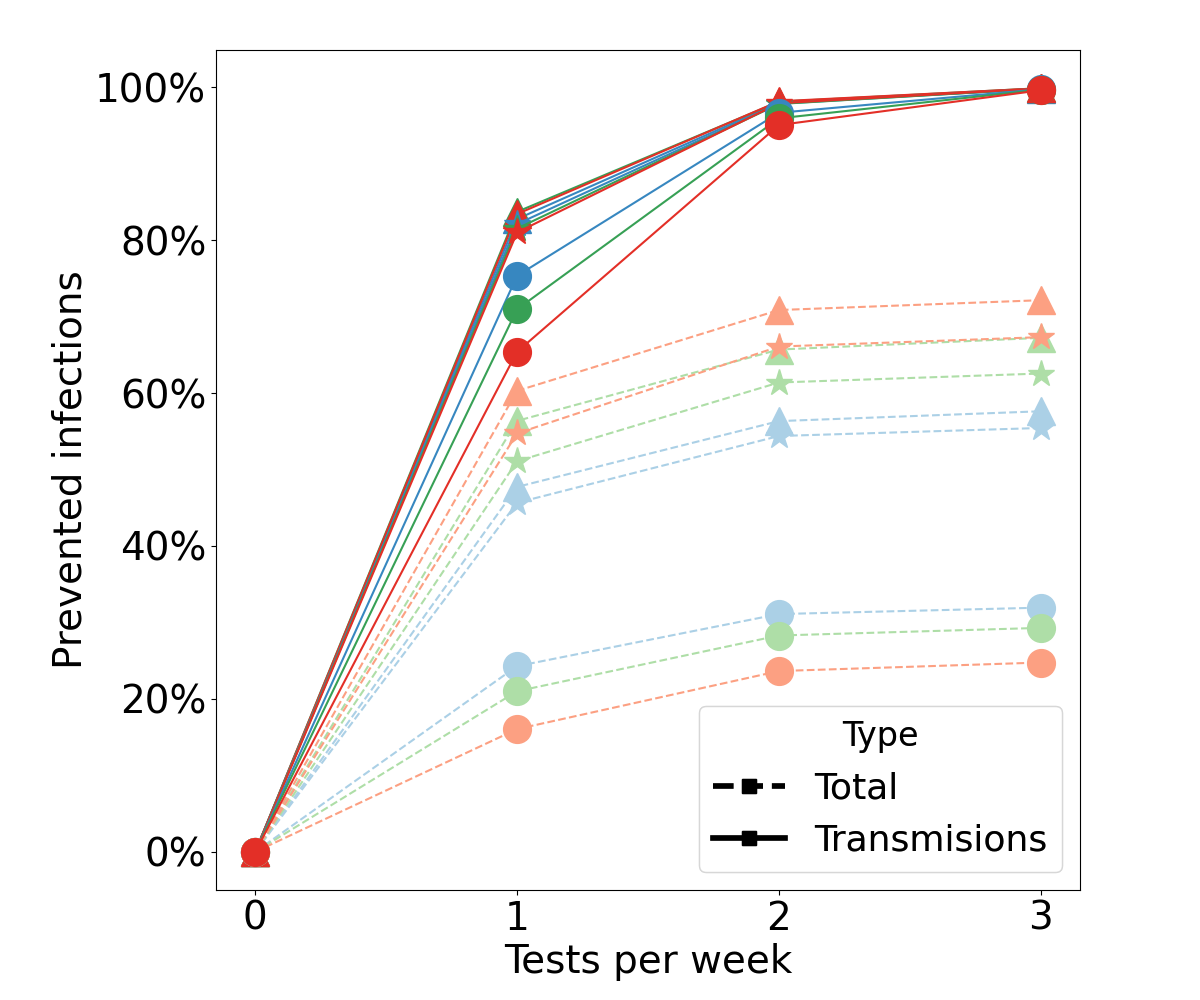 100%
80%
60%
40%
20%
0%
Prevented infections
0 1 2 3
Tests per week
Type
Total
Transmisions